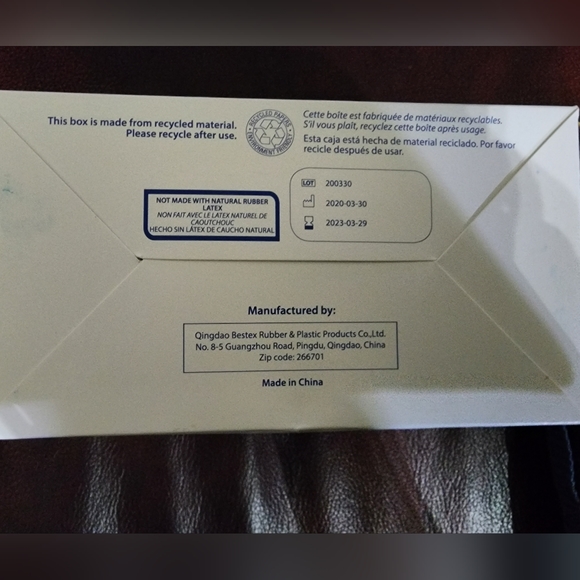 This box is made from recycled material.
Please recycle after use.
RECYCLED PAPERS
ENVIRONMENT FRIENDLY
Cette boîte est fabriquée de matériaux recyclables.
S'il vous plaît, recyclez cette boîte après usage.
Esta caja está hecha de material reciclado. Por favor
recicle después de usar.
NOT MADE WITH NATURAL RUBBER
LATEX
NON FAIT AVEC LE LATEX NATUREL DE
CAOUTCHOUC
HECHO SIN LÁTEX DE CAUCHO NATURAL
LOT 200330
2020-03-30
2023-03-29
Manufactured by:
Qingdao Bestex Rubber & Plastic Products Co.,Ltd.
No. 8-5 Guangzhou Road, Pingdu, Qingdao, China
Zip code: 266701
Made in China